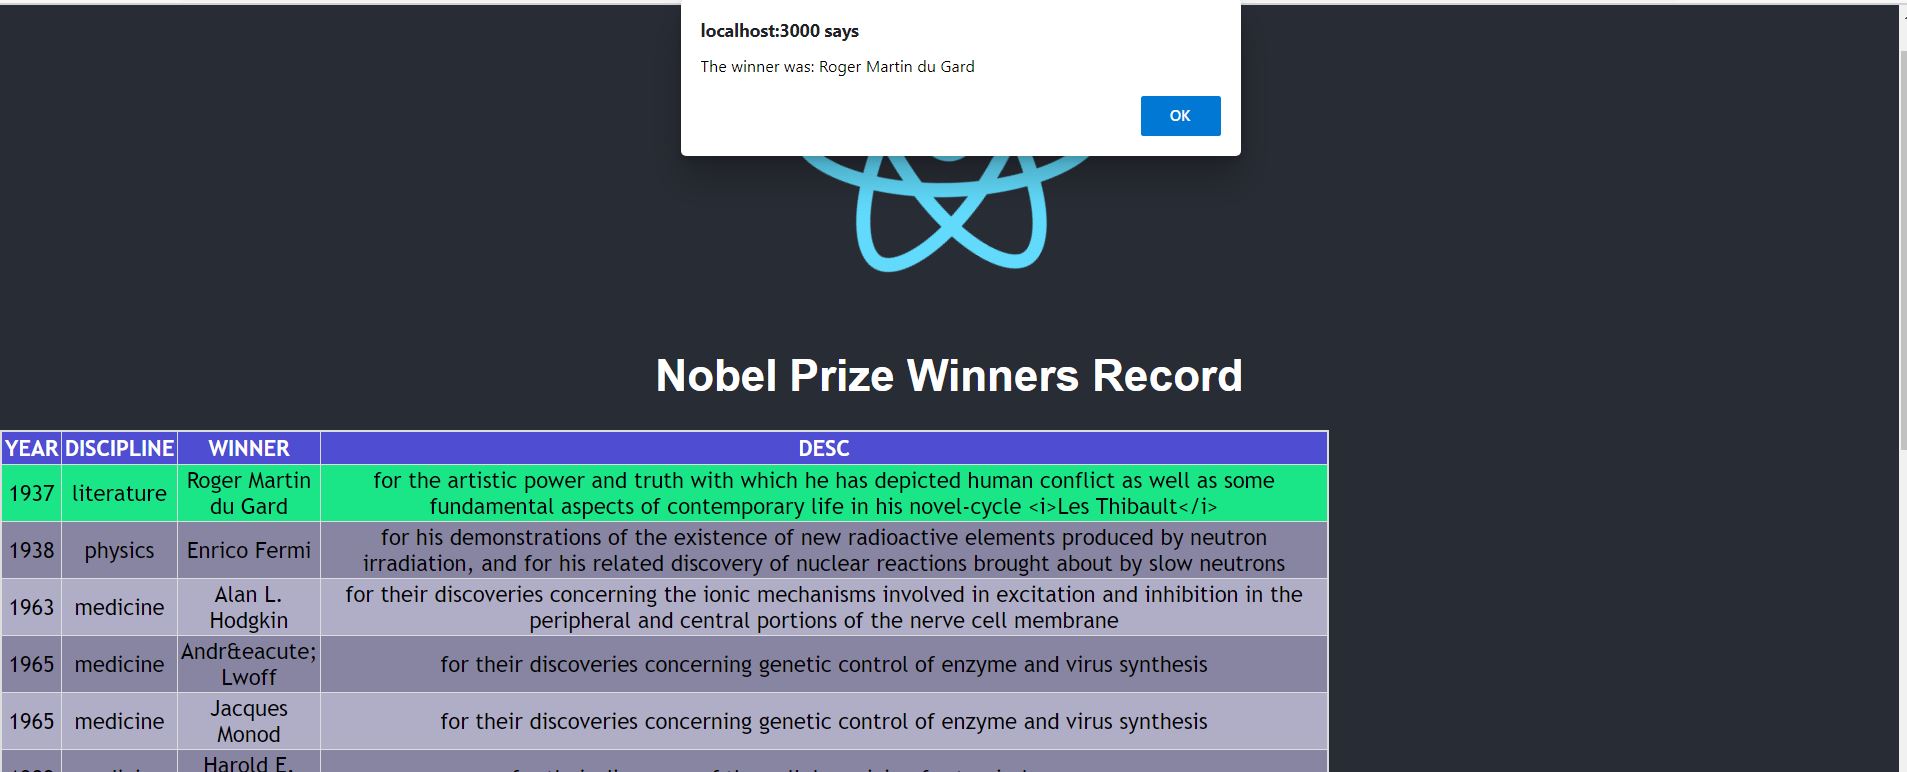 localhost:3000 says
The winner was: Roger Martin du Gard
OK
Nobel Prize Winners Record
YEAR DISCIPLINE WINNER DESC
1937 literature Roger Martin du Gard for the artistic power and truth with which he has depicted human conflict as well as some
fundamental aspects of contemporary life in his novel-cycle <i>Les Thibault</i>
1938 physics Enrico Fermi for his demonstrations of the existence of new radioactive elements produced by neutron
irradiation, and for his related discovery of nuclear reactions brought about by slow neutrons
1963 medicine Alan L. Hodgkin for their discoveries concerning the ionic mechanisms involved in excitation and inhibition in the
peripheral and central portions of the nerve cell membrane
1965 medicine Andr&eacute; Lwoff for their discoveries concerning genetic control of enzyme and virus synthesis
1965 medicine Jacques Monod for their discoveries concerning genetic control of enzyme and virus synthesis
Harold E.